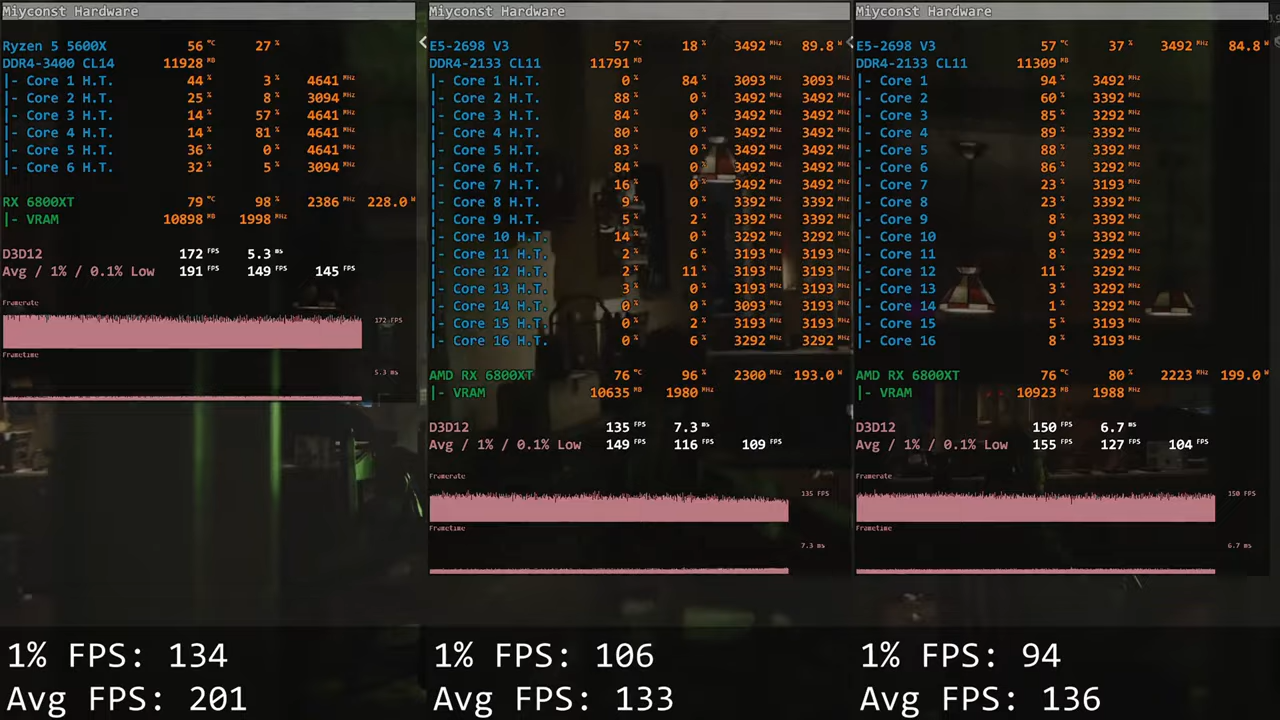 Miyconst Hardware
Ryzen 5 5600X 56 °C 27 %
DDR4-3400 CL14 11928 MB
|- Core 1 H.T. 44 % 3 % 4641 MHz
|- Core 2 H.T. 25 % 8 % 3094 MHz
|- Core 3 H.T. 14 % 57 % 4641 MHz
|- Core 4 H.T. 14 % 81 % 4641 MHz
|- Core 5 H.T. 36 % 0 % 4641 MHz
|- Core 6 H.T. 32 % 5 % 3094 MHz
RX 6800XT 79 °C 98 % 2386 MHz 228.0 W
|- VRAM 10898 MB 1998 MHz
D3D12 172 FPS 5.3 ms
Avg / 1% / 0.1% Low 191 FPS 149 FPS 145 FPS
Framerate
172 FPS
Frametime
5.3 ms
1% FPS: 134
Avg FPS: 201
Miyconst Hardware
E5-2698 V3 57 °C 18 % 3492 MHz 89.8 W
DDR4-2133 CL11 11791 MB
|- Core 1 H.T. 0 % 84 % 3093 MHz 3093 MHz
|- Core 2 H.T. 88 % 0 % 3492 MHz 3492 MHz
|- Core 3 H.T. 84 % 0 % 3492 MHz 3492 MHz
|- Core 4 H.T. 80 % 0 % 3492 MHz 3492 MHz
|- Core 5 H.T. 83 % 0 % 3492 MHz 3492 MHz
|- Core 6 H.T. 84 % 0 % 3492 MHz 3492 MHz
|- Core 7 H.T. 16 % 0 % 3492 MHz 3492 MHz
|- Core 8 H.T. 9 % 0 % 3392 MHz 3492 MHz
|- Core 9 H.T. 5 % 2 % 3392 MHz 3392 MHz
|- Core 10 H.T. 14 % 0 % 3292 MHz 3292 MHz
|- Core 11 H.T. 2 % 6 % 3193 MHz 3193 MHz
|- Core 12 H.T. 2 % 11 % 3193 MHz 3193 MHz
|- Core 13 H.T. 3 % 0 % 3193 MHz 3193 MHz
|- Core 14 H.T. 0 % 0 % 3093 MHz 3193 MHz
|- Core 15 H.T. 0 % 2 % 3193 MHz 3193 MHz
|- Core 16 H.T. 0 % 6 % 3292 MHz 3292 MHz
AMD RX 6800XT 76 °C 96 % 2300 MHz 193.0 W
|- VRAM 10635 MB 1980 MHz
D3D12 135 FPS 7.3 ms
Avg / 1% / 0.1% Low 149 FPS 116 FPS 109 FPS
Framerate
135 FPS
Frametime
7.3 ms
1% FPS: 106
Avg FPS: 133
Miyconst Hardware
E5-2698 V3 57 °C 37 % 3492 MHz 84.8 W
DDR4-2133 CL11 11309 MB
|- Core 1 94 % 3492 MHz
|- Core 2 60 % 3392 MHz
|- Core 3 85 % 3392 MHz
|- Core 4 89 % 3392 MHz
|- Core 5 88 % 3392 MHz
|- Core 6 86 % 3392 MHz
|- Core 7 23 % 3193 MHz
|- Core 8 23 % 3392 MHz
|- Core 9 8 % 3392 MHz
|- Core 10 9 % 3392 MHz
|- Core 11 8 % 3292 MHz
|- Core 12 11 % 3292 MHz
|- Core 13 4 % 3292 MHz
|- Core 14 1 % 3292 MHz
|- Core 15 5 % 3193 MHz
|- Core 16 8 % 3193 MHz
AMD RX 6800XT 76 °C 80 % 2223 MHz 199.0 W
|- VRAM 10923 MB 1988 MHz
D3D12 150 FPS 6.7 ms
Avg / 1% / 0.1% Low 155 FPS 127 FPS 104 FPS
Framerate
150 FPS
Frametime
6.7 ms
1% FPS: 94
Avg FPS: 136